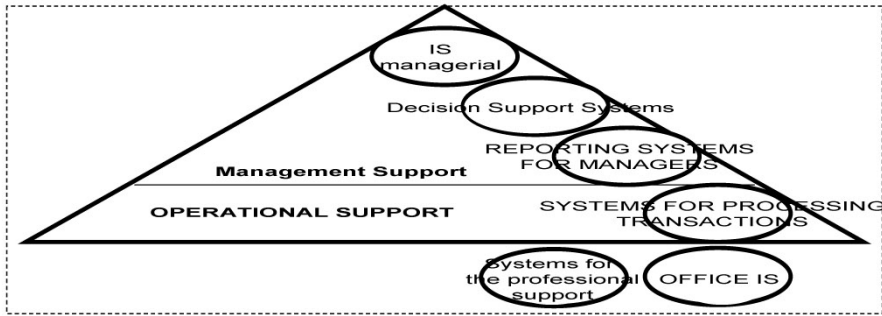 IS
managerial
Decision Support Systems
REPORTING SYSTEMS
FOR MANAGERS
Management Support
OPERATIONAL SUPPORT
SYSTEMS FOR PROCESSING
TRANSACTIONS
Systems for
the professional
support
OFFICE IS